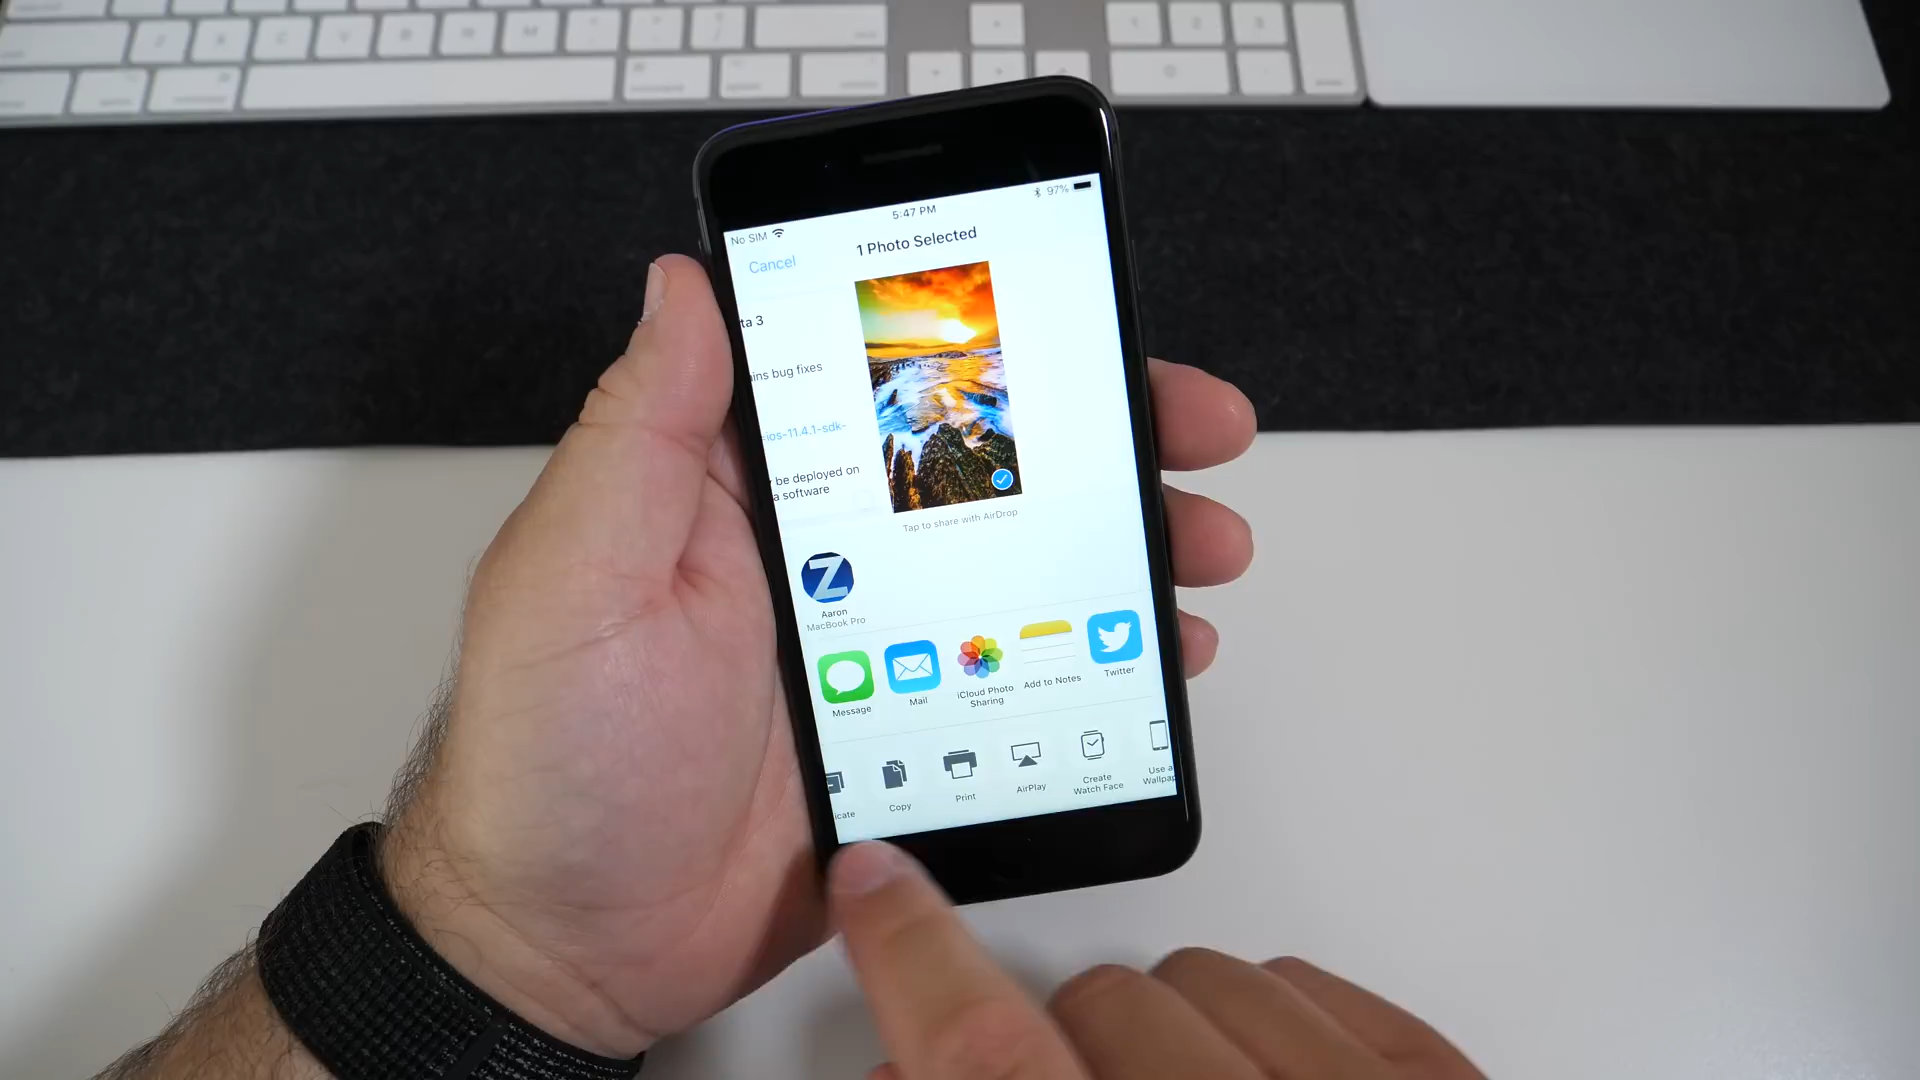 5:47 PM
97%
No SIM
1 Photo Selected
Cancel
ta 3
ins bug fixes
ios-11.4.1-sdk-
be deployed on
a software
Tap to share with AirDrop
Z
Aaron
MacBook Pro
Message
Mail
iCloud Photo
Sharing
Add to Notes
Twitter
icate
Copy
Print
AirPlay
Create
Watch Face
Use a
Wallpap